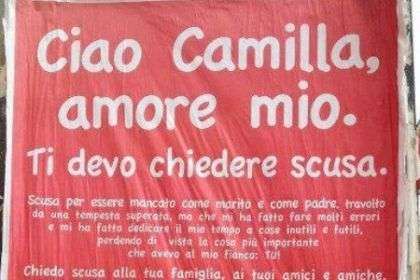 Ciao Camilla,
amore mio.
Ti devo chiedere scusa.
Scusa per essere mancato come marito e come padre, travolto
da una tempesta superata, ma che mi ha fatto fare molti errori
e mi ha fatto dedicare il mio tempo a cose inutili e futili,
perdendo di vista la cosa più importante
che avevo al mio fianco: TU!
Chiedo scusa alla tua famiglia, ai tuoi amici e amiche,